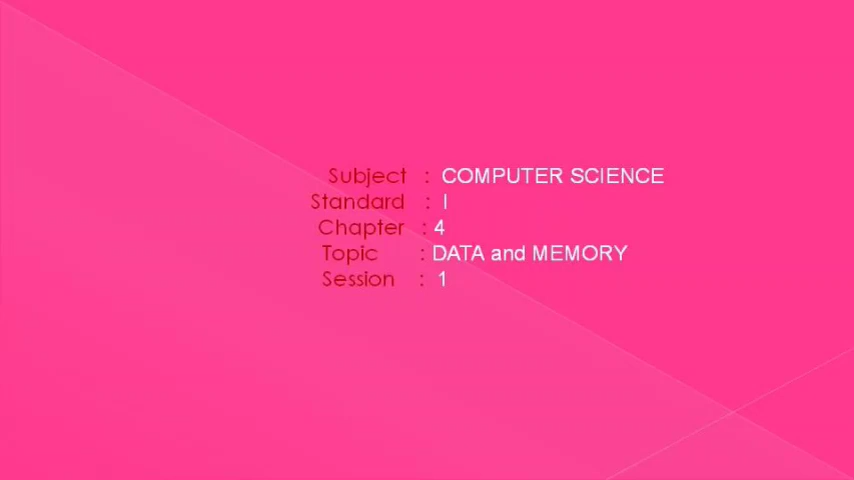 Subject : COMPUTER SCIENCE
Standard : I
Chapter : 4
Topic : DATA and MEMORY
Session : 1